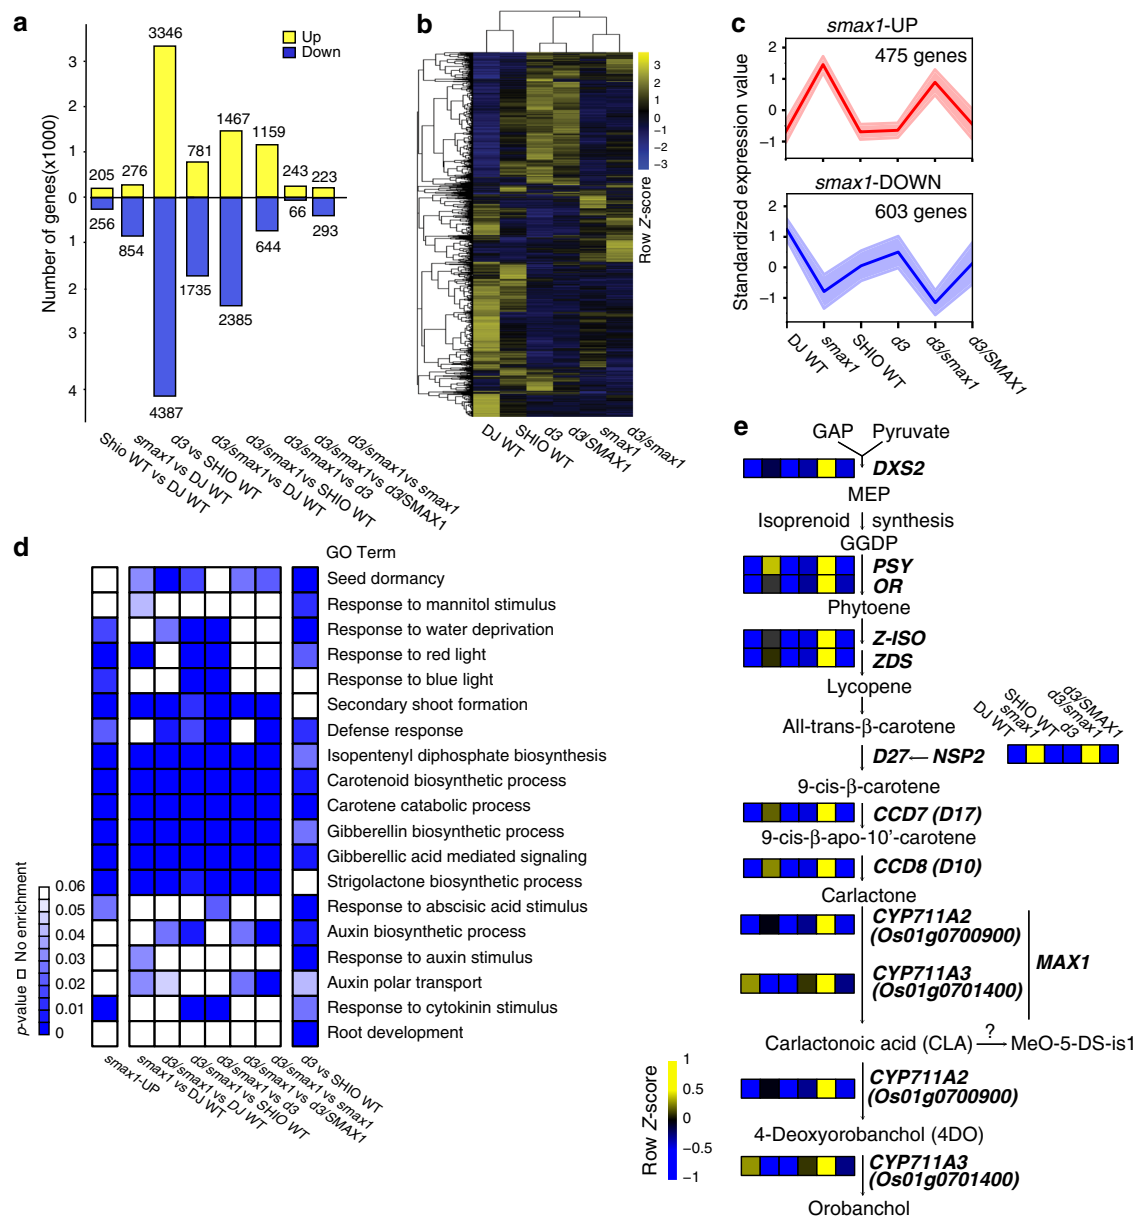 a
Number of genes(x1000)
3
2
1
0
1
2
3
4
Up
Down
205
276
3346
781
1467
1159
243
223
256
854
4387
1735
2385
644
66
293
Shio WT vs DJ WT
smax1 vs DJ WT
d3 vs SHIO WT
d3/smax1 vs DJ WT
d3/smax1 vs SHIO WT
d3/smax1 vs d3
d3/smax1 vs d3/SMAX1
d3/smax1 vs smax1
b
3
2
1
0
−1
−2
−3
Row Z-score
DJ WT
SHIO WT
d3
d3/SMAX1
smax1
d3/smax1
c
Standardized expression value
smax1-UP
475 genes
2
1
0
−1
smax1-DOWN
603 genes
2
1
0
−1
DJ WT
smax1
SHIO WT
d3
d3/smax1
d3/SMAX1
d
GO Term
Seed dormancy
Response to mannitol stimulus
Response to water deprivation
Response to red light
Response to blue light
Secondary shoot formation
Defense response
Isopentenyl diphosphate biosynthesis
Carotenoid biosynthetic process
Carotene catabolic process
Gibberellin biosynthetic process
Gibberellic acid mediated signaling
Strigolactone biosynthetic process
Response to abscisic acid stimulus
Auxin biosynthetic process
Response to auxin stimulus
Auxin polar transport
Response to cytokinin stimulus
Root development
p-value
No enrichment
0.06
0.05
0.04
0.03
0.02
0.01
0
smax1-UP
smax1 vs DJ WT
d3/smax1 vs DJ WT
d3/smax1 vs SHIO WT
d3/smax1 vs d3
d3/smax1 vs d3/SMAX1
d3/smax1 vs smax1
d3 vs SHIO WT
e
GAP
Pyruvate
DXS2
MEP
Isoprenoid synthesis
GGDP
PSY
OR
Phytoene
Z-ISO
ZDS
Lycopene
All-trans-β-carotene
D27
NSP2
DJ WT
smax1
SHIO WT
d3
d3/smax1
d3/SMAX1
9-cis-β-carotene
CCD7 (D17)
9-cis-β-apo-10'-carotene
CCD8 (D10)
Carlactone
CYP711A2
(Os01g0700900)
CYP711A3
(Os01g0701400)
MAX1
Carlactonoic acid (CLA)
?
MeO-5-DS-is1
CYP711A2
(Os01g0700900)
4-Deoxyorobanchol (4DO)
CYP711A3
(Os01g0701400)
Orobanchol
Row Z-score
1
0.5
0
−0.5
−1